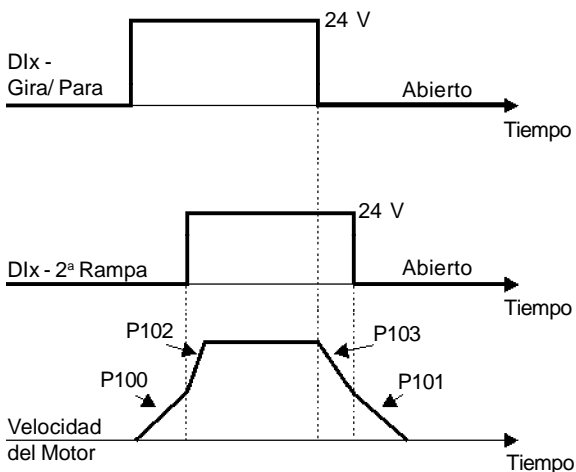 24 V
DIx -
Gira/ Para
Abierto
Tiempo
24 V
DIx - 2ª Rampa
Abierto
Tiempo
P102
P103
P100
P101
Velocidad
del Motor
Tiempo